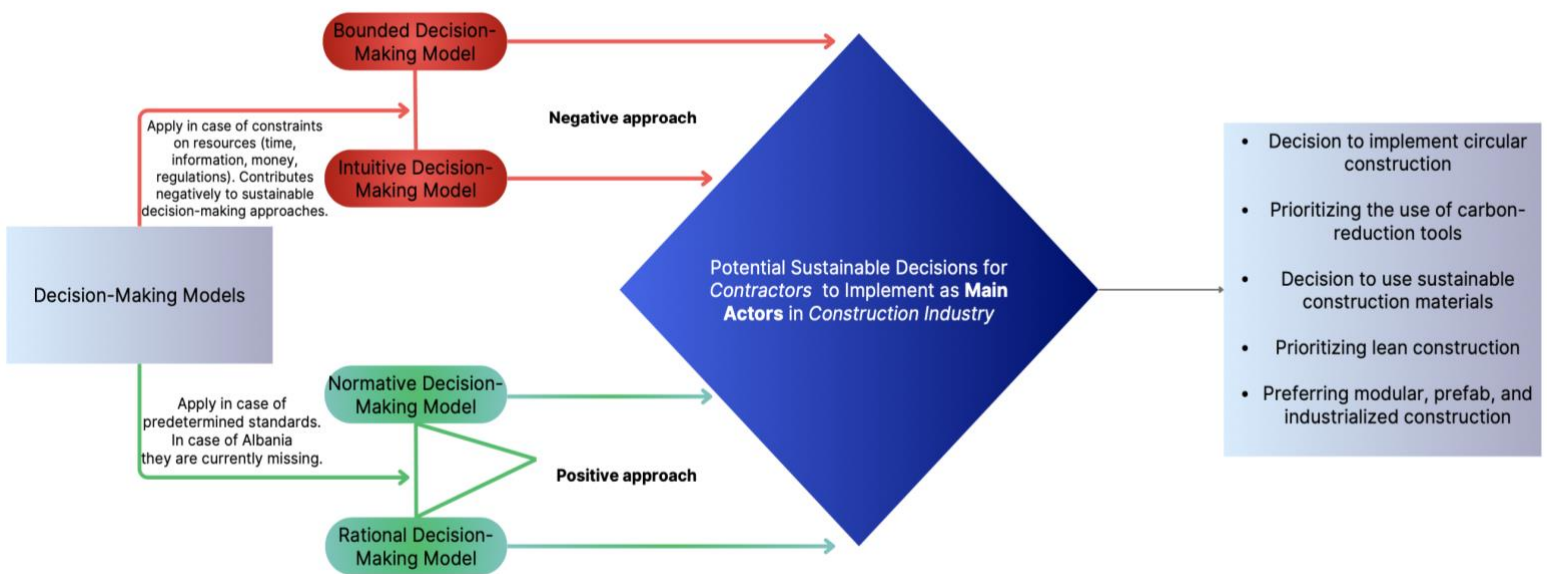 Bounded Decision-
Making Model
Negative approach
Apply in case of constraints
on resources (time,
information, money,
regulations). Contributes
negatively to sustainable
decision-making approaches.
Intuitive Decision-
Making Model
Decision-Making Models
Potential Sustainable Decisions for
Contractors to Implement as Main
Actors in Construction Industry
• Decision to implement circular
construction
• Prioritizing the use of carbon-
reduction tools
• Decision to use sustainable
construction materials
• Prioritizing lean construction
• Preferring modular, prefab, and
industrialized construction
Normative Decision-
Making Model
Apply in case of
predetermined standards.
In case of Albania
they are currently missing.
Positive approach
Rational Decision-
Making Model